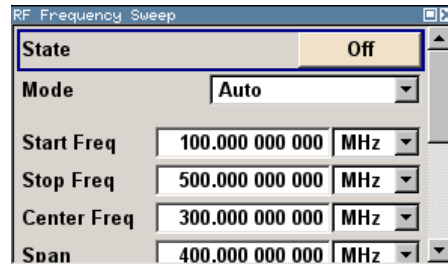 RF Frequency Sweep
State Off
Mode Auto
Start Freq 100.000 000 000 MHz
Stop Freq 500.000 000 000 MHz
Center Freq 300.000 000 000 MHz
Span 400.000 000 000 MHz